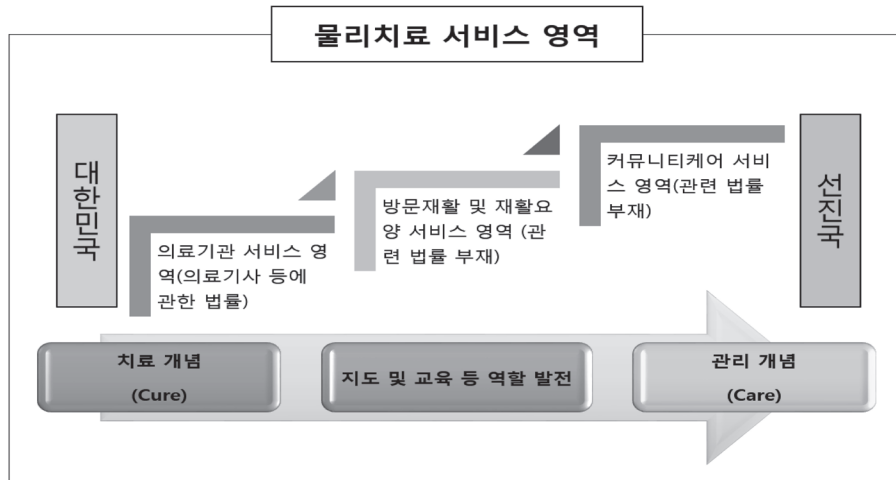 물리치료 서비스 영역
대한민국
의료기관 서비스 영
역(의료기사 등에
관한 법률)
방문재활 및 재활요
양 서비스 영역 (관
련 법률 부재)
커뮤니티케어 서비
스 영역(관련 법률
부재)
선진국
치료 개념
(Cure)
지도 및 교육 등 역할 발전
관리 개념
(Care)